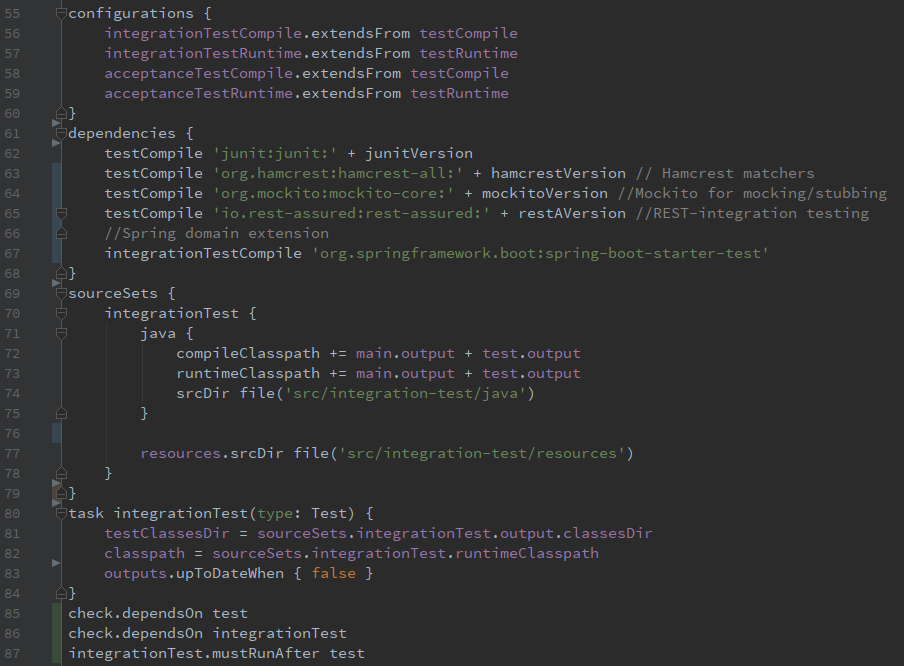 55 configurations {
56 integrationTestCompile.extendsFrom testCompile
57 integrationTestRuntime.extendsFrom testRuntime
58 acceptanceTestCompile.extendsFrom testCompile
59 acceptanceTestRuntime.extendsFrom testRuntime
60 }
61 dependencies {
62 testCompile 'junit:junit:' + junitVersion
63 testCompile 'org.hamcrest:hamcrest-all:' + hamcrestVersion // Hamcrest matchers
64 testCompile 'org.mockito:mockito-core:' + mockitoVersion //Mockito for mocking/stubbing
65 testCompile 'io.rest-assured:rest-assured:' + restAVersion //REST-integration testing
66 //Spring domain extension
67 integrationTestCompile 'org.springframework.boot:spring-boot-starter-test'
68 }
69 sourceSets {
70 integrationTest {
71 java {
72 compileClasspath += main.output + test.output
73 runtimeClasspath += main.output + test.output
74 srcDir file('src/integration-test/java')
75 }
76
77 resources.srcDir file('src/integration-test/resources')
78 }
79 }
80 task integrationTest(type: Test) {
81 testClassesDir = sourceSets.integrationTest.output.classesDir
82 classpath = sourceSets.integrationTest.runtimeClasspath
83 outputs.upToDateWhen { false }
84 }
85 check.dependsOn test
86 check.dependsOn integrationTest
87 integrationTest.mustRunAfter test